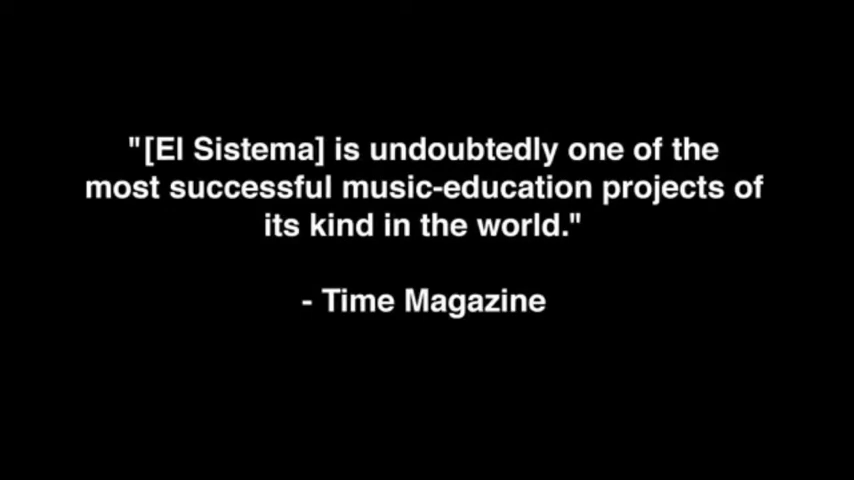 "[El Sistema] is undoubtedly one of the
most successful music-education projects of
its kind in the world."
- Time Magazine